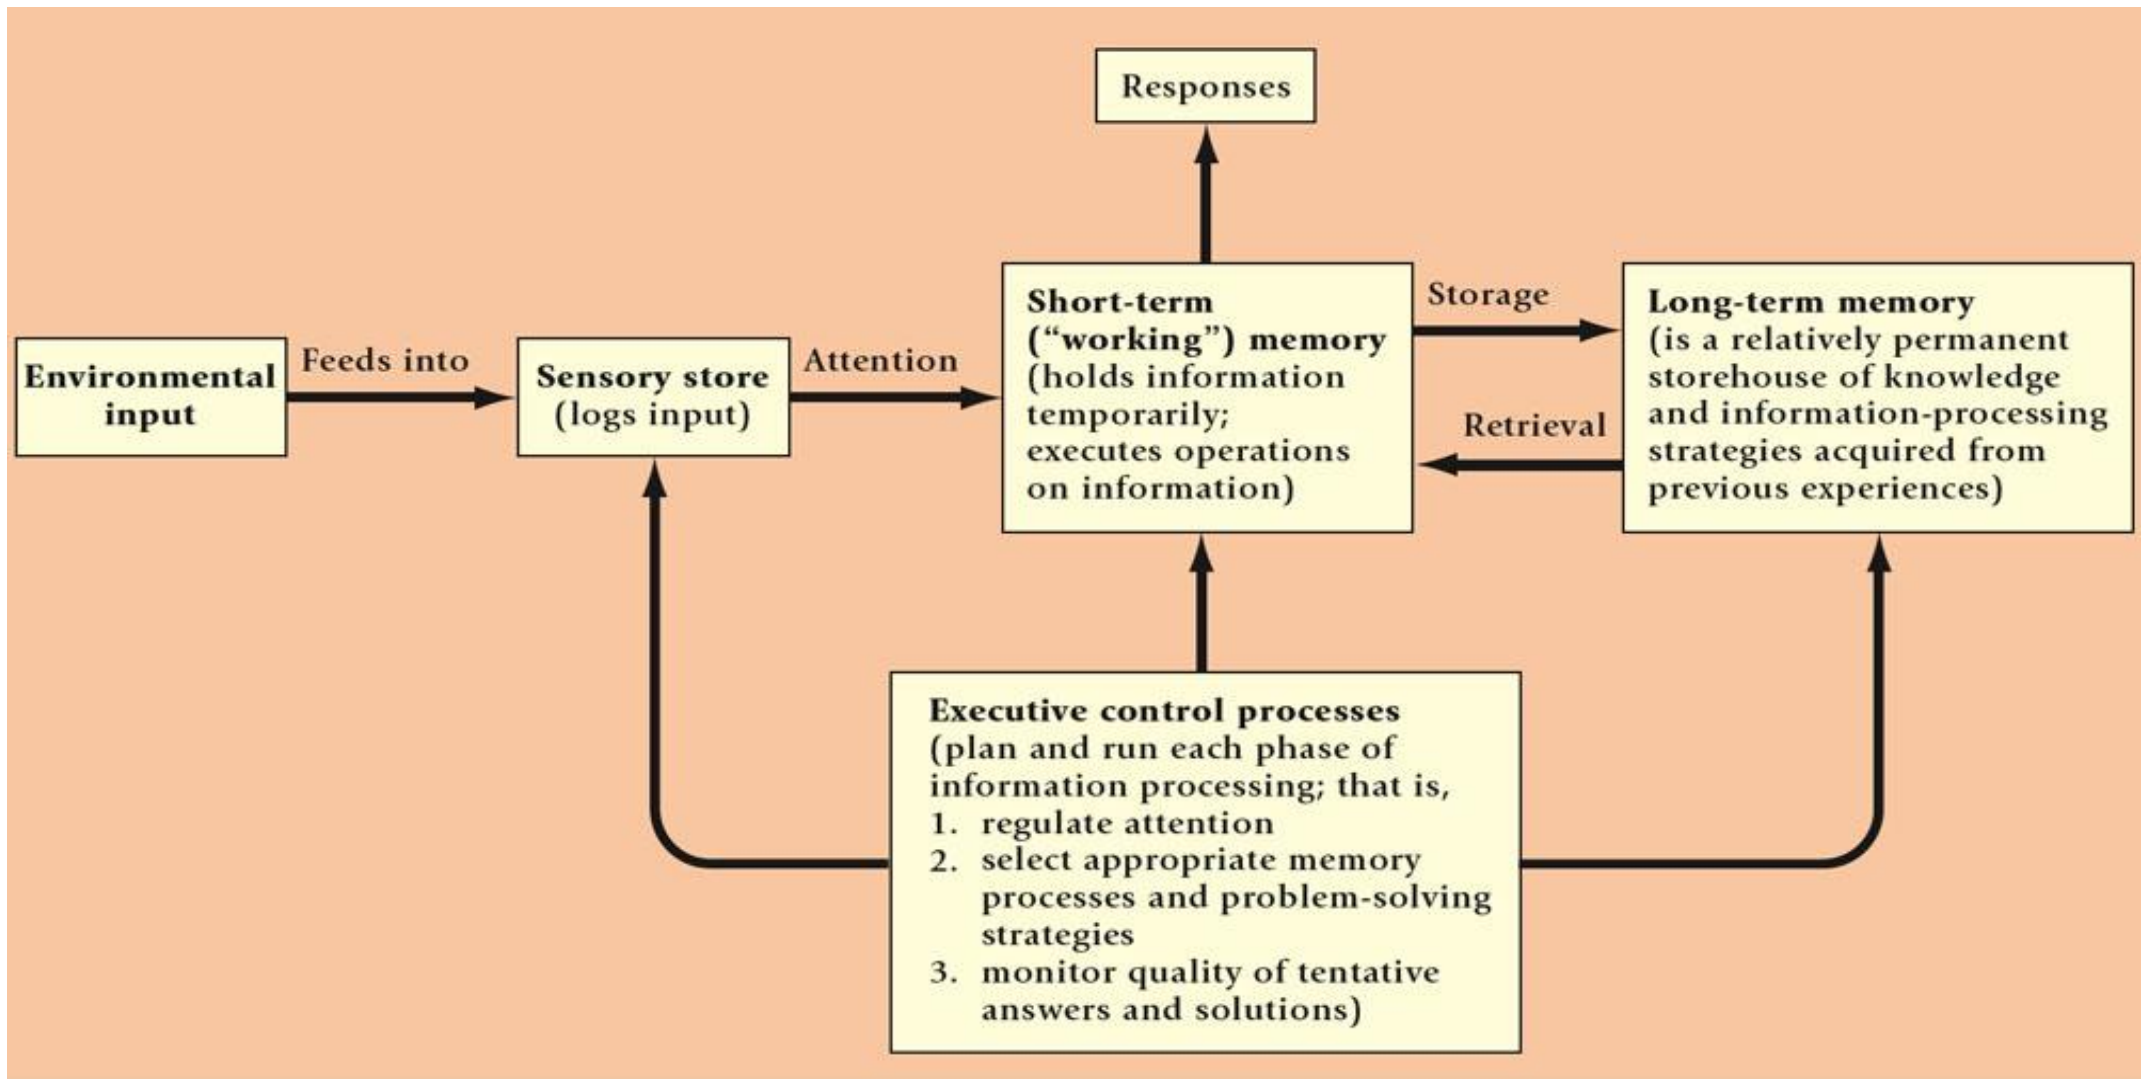 Responses
Environmental
input
Feeds into
Sensory store
(logs input)
Attention
Short-term
(“working”) memory
(holds information
temporarily;
executes operations
on information)
Storage
Retrieval
Long-term memory
(is a relatively permanent
storehouse of knowledge
and information-processing
strategies acquired from
previous experiences)
Executive control processes
(plan and run each phase of
information processing; that is,
1. regulate attention
2. select appropriate memory
processes and problem-solving
strategies
3. monitor quality of tentative
answers and solutions)